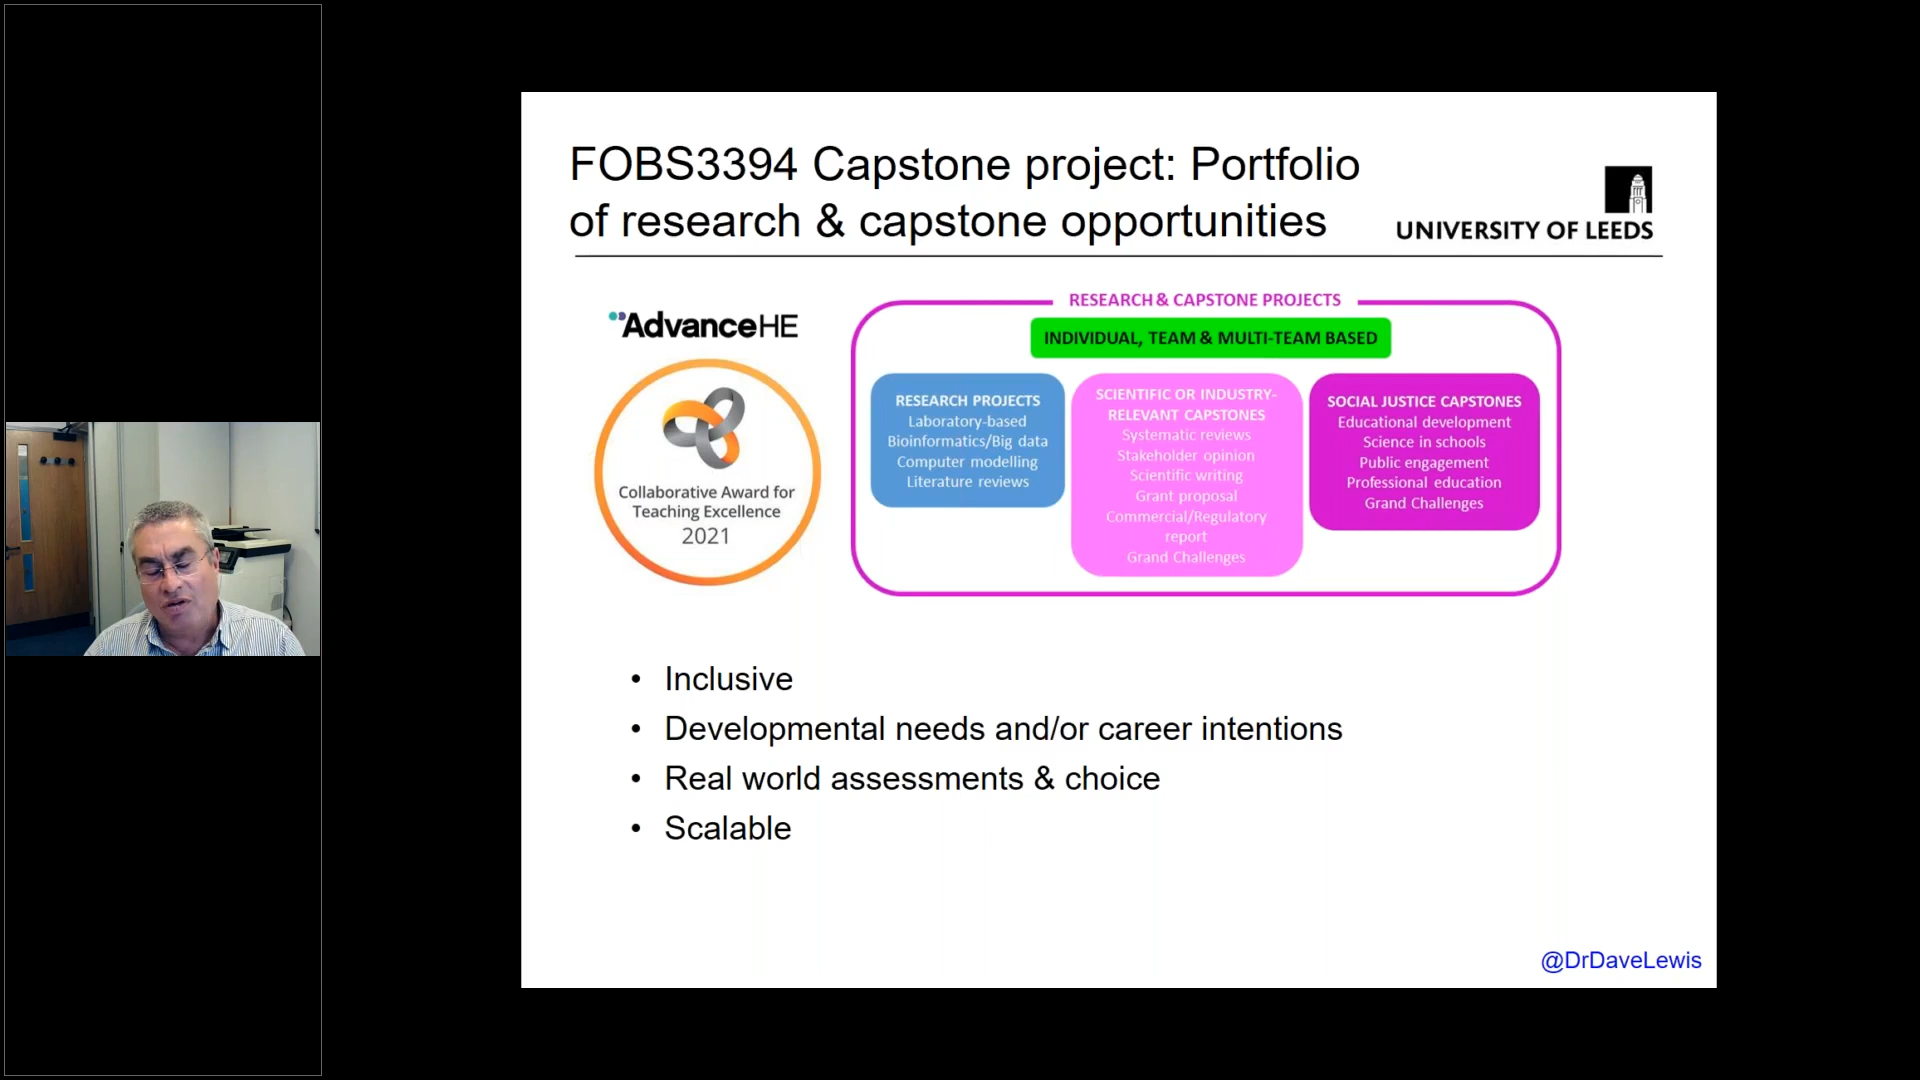 FOBS3394 Capstone project: Portfolio
of research & capstone opportunities
UNIVERSITY OF LEEDS
AdvanceHE
Collaborative Award for
Teaching Excellence
2021
RESEARCH & CAPSTONE PROJECTS
INDIVIDUAL, TEAM & MULTI-TEAM BASED
RESEARCH PROJECTS
Laboratory-based
Bioinformatics/Big data
Computer modelling
Literature reviews
SCIENTIFIC OR INDUSTRY-
RELEVANT CAPSTONES
Systematic reviews
Stakeholder opinion
Scientific writing
Grant proposal
Commercial/Regulatory
report
Grand Challenges
SOCIAL JUSTICE CAPSTONES
Educational development
Science in schools
Public engagement
Professional education
Grand Challenges
• Inclusive
• Developmental needs and/or career intentions
• Real world assessments & choice
• Scalable
@DrDaveLewis